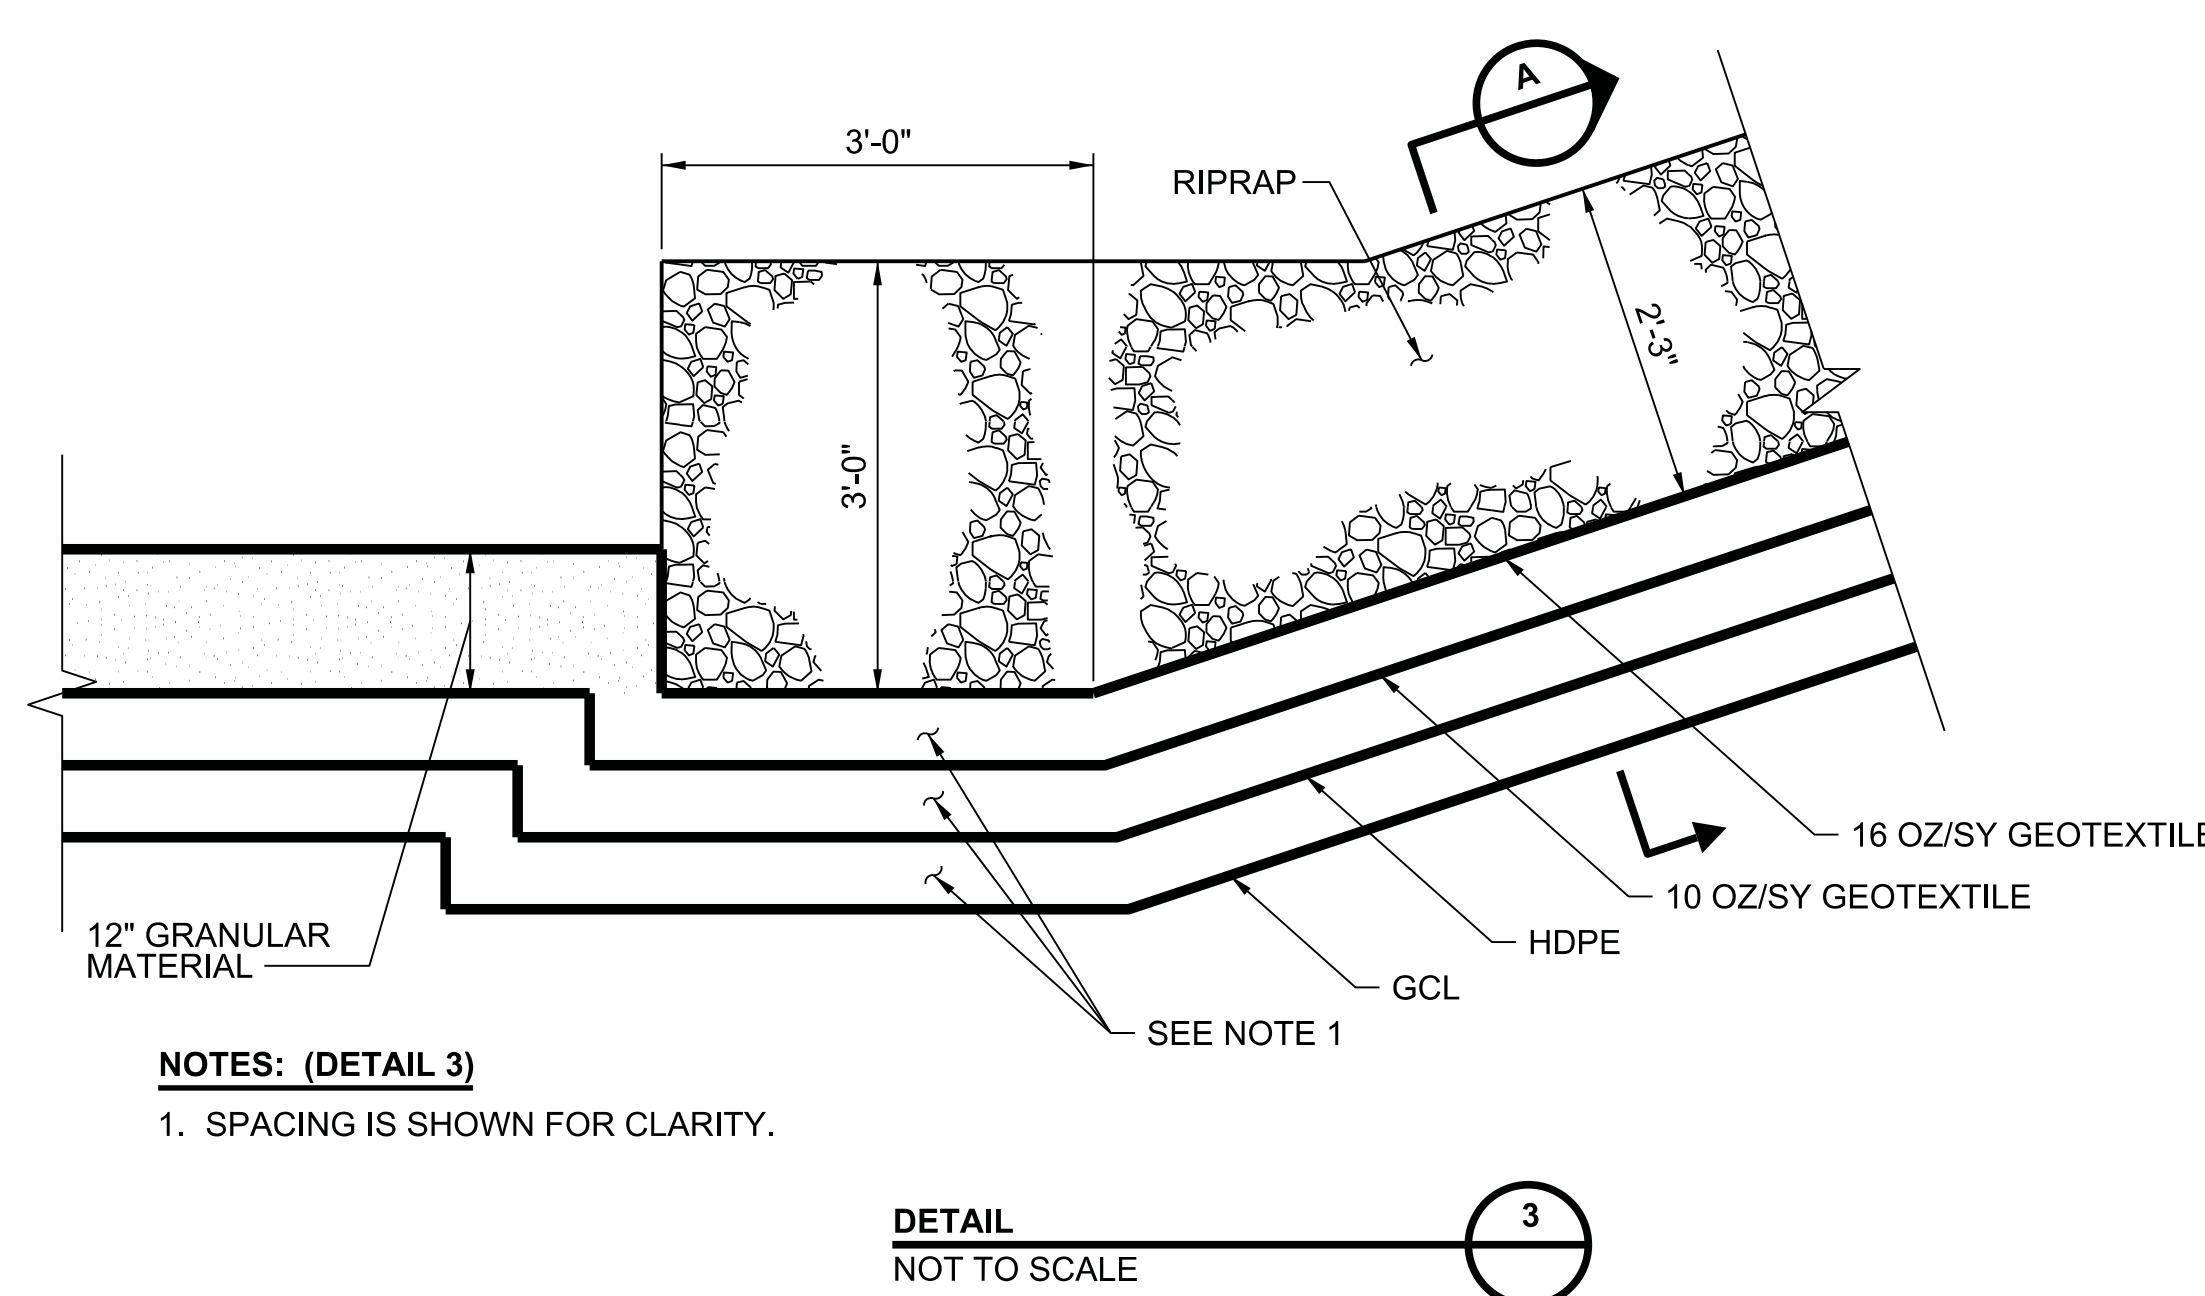 A
3'-0"
RIPRAP
2'-3"
3'-0"
16 OZ/SY GEOTEXTILE
10 OZ/SY GEOTEXTILE
12" GRANULAR
MATERIAL
HDPE
GCL
SEE NOTE 1
NOTES: (DETAIL 3)
1. SPACING IS SHOWN FOR CLARITY.
DETAIL
3
NOT TO SCALE